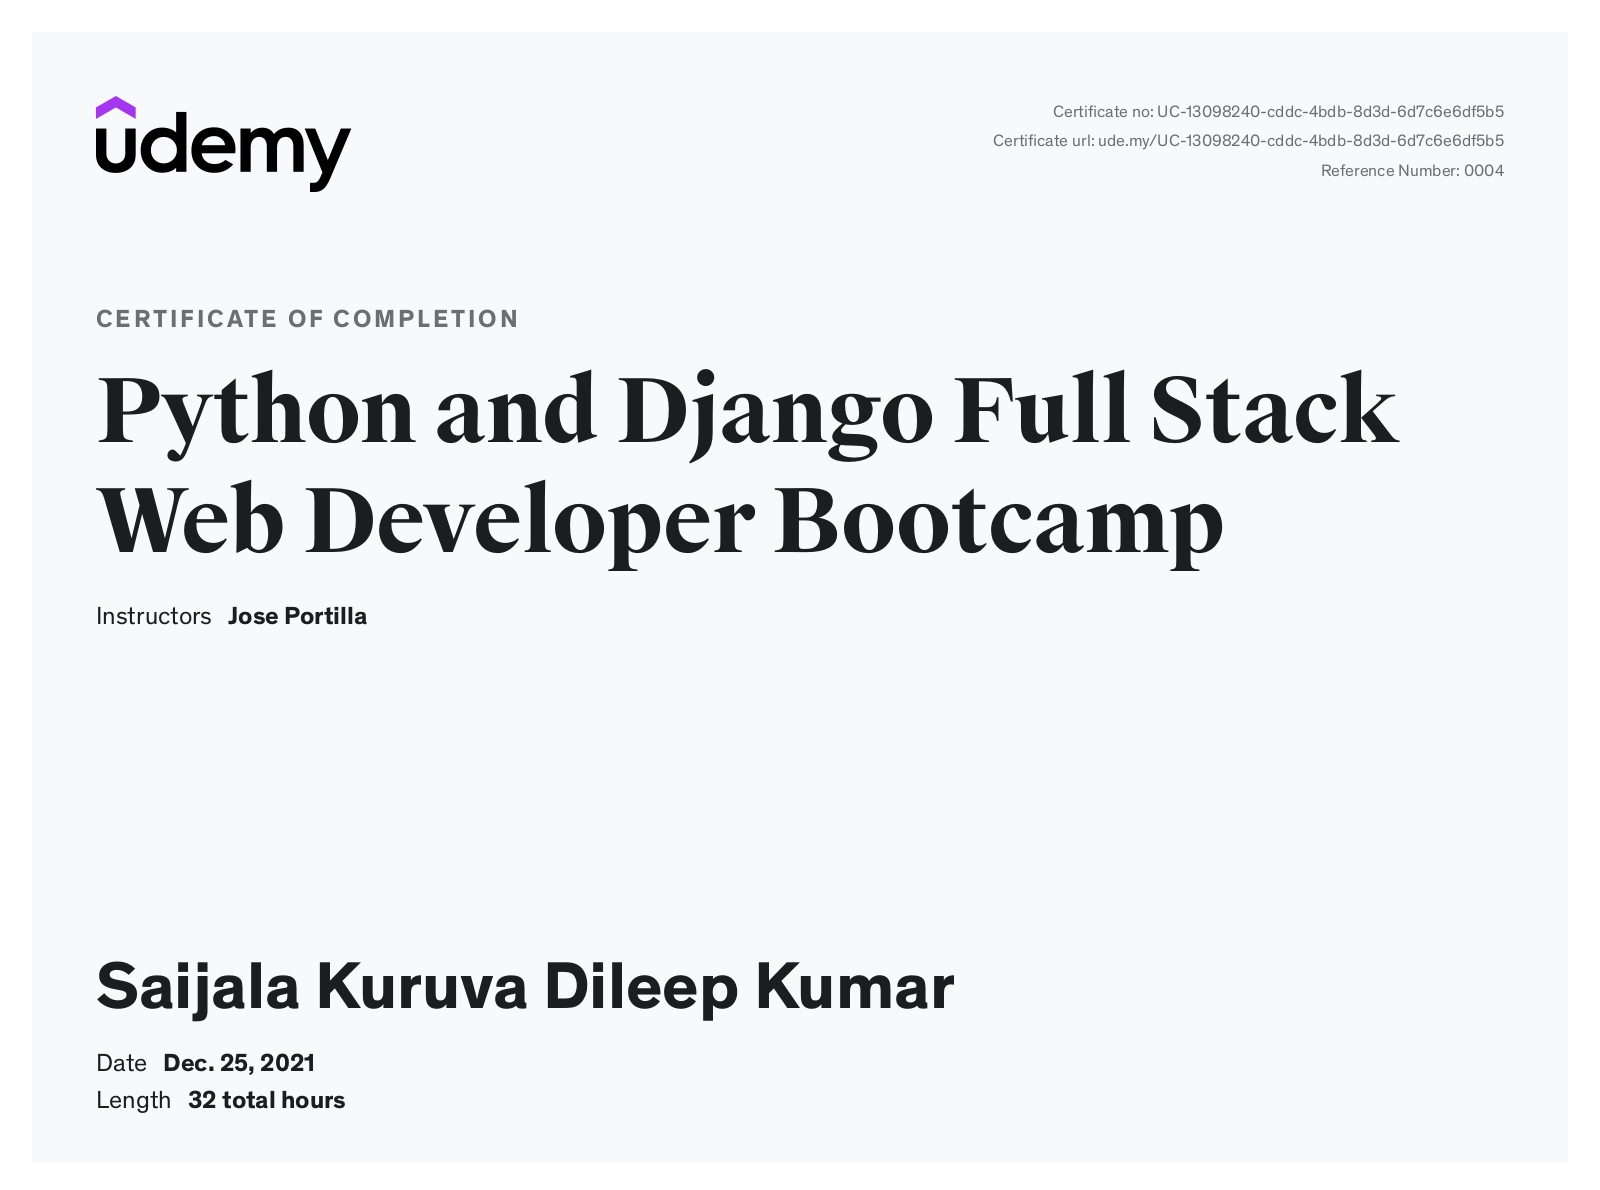 udemy
Certificate no: UC-13098240-cddc-4bdb-8d3d-6d7c6e6df5b5
Certificate url: ude.my/UC-13098240-cddc-4bdb-8d3d-6d7c6e6df5b5
Reference Number: 0004
CERTIFICATE OF COMPLETION
Python and Django Full Stack
Web Developer Bootcamp
Instructors Jose Portilla
Saijala Kuruva Dileep Kumar
Date Dec. 25, 2021
Length 32 total hours